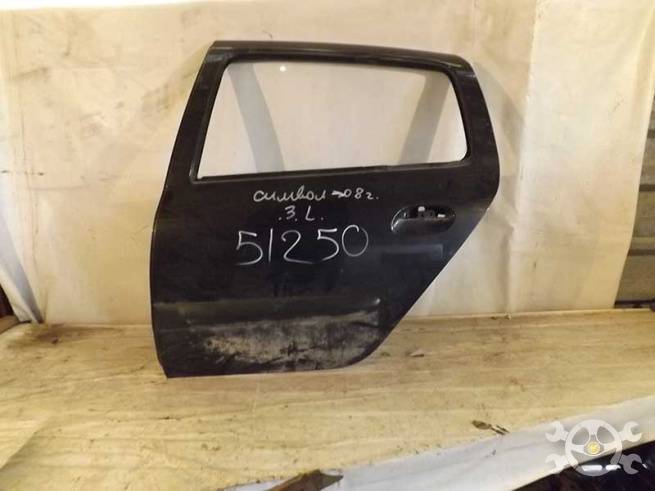 символ →08г.
.З. L.
51250